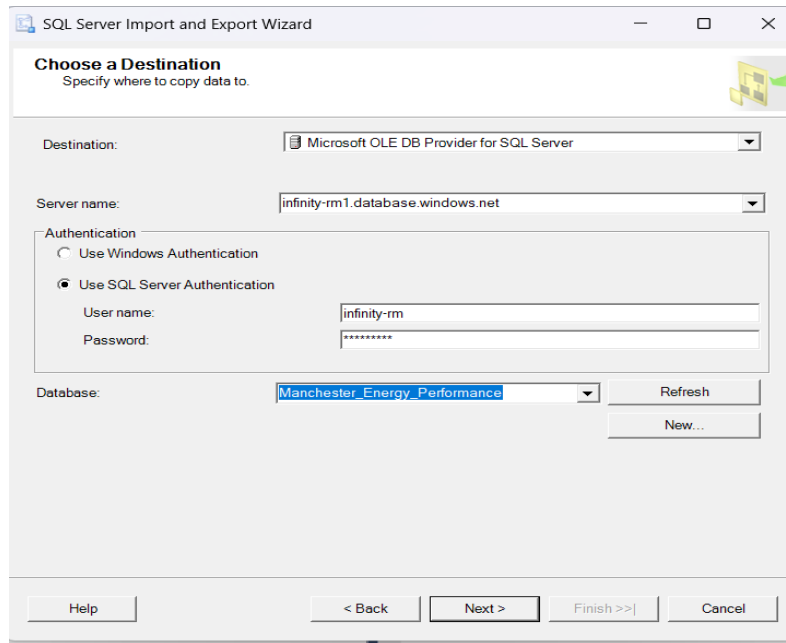 SQL Server Import and Export Wizard
Choose a Destination
Specify where to copy data to.
Destination: Microsoft OLE DB Provider for SQL Server
Server name: infinity-rm1.database.windows.net
Authentication
Use Windows Authentication
Use SQL Server Authentication
User name: infinity-rm
Password: *********
Database: Manchester_Energy_Performance Refresh
New...
Help < Back Next > Finish >>| Cancel